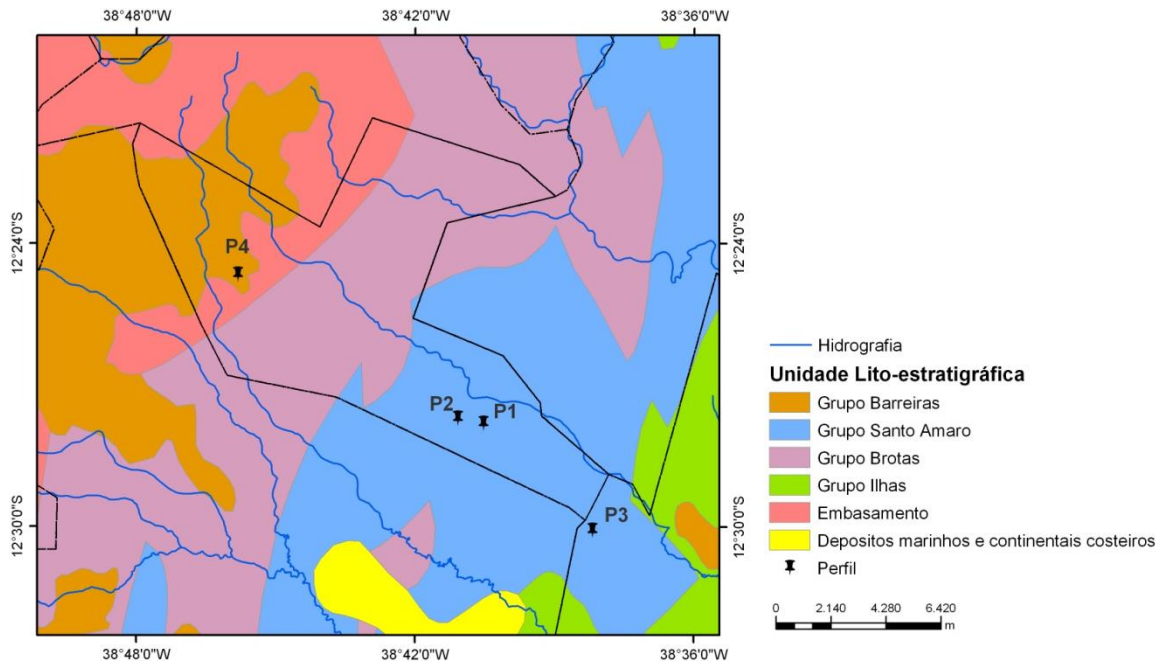 38°48'0"W 38°42'0"W 38°36'0"W
12°24'0"S 12°24'0"S
P4
P2 P1
12°30'0"S P3 12°30'0"S
38°48'0"W 38°42'0"W 38°36'0"W
Hidrografia
Unidade Lito-estratigráfica
Grupo Barreiras
Grupo Santo Amaro
Grupo Brotas
Grupo Ilhas
Embasamento
Depositos marinhos e continentais costeiros
Perfil
0 2.140 4.280 6.420
m